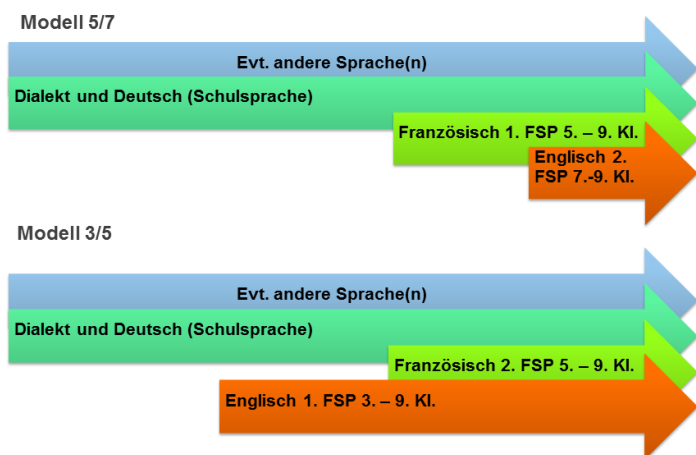 Modell 5/7
Evt. andere Sprache(n)
Dialekt und Deutsch (Schulsprache)
Französisch 1. FSP 5. – 9. Kl.
Englisch 2.
FSP 7.-9. Kl.
Modell 3/5
Evt. andere Sprache(n)
Dialekt und Deutsch (Schulsprache)
Französisch 2. FSP 5. – 9. Kl.
Englisch 1. FSP 3. – 9. Kl.